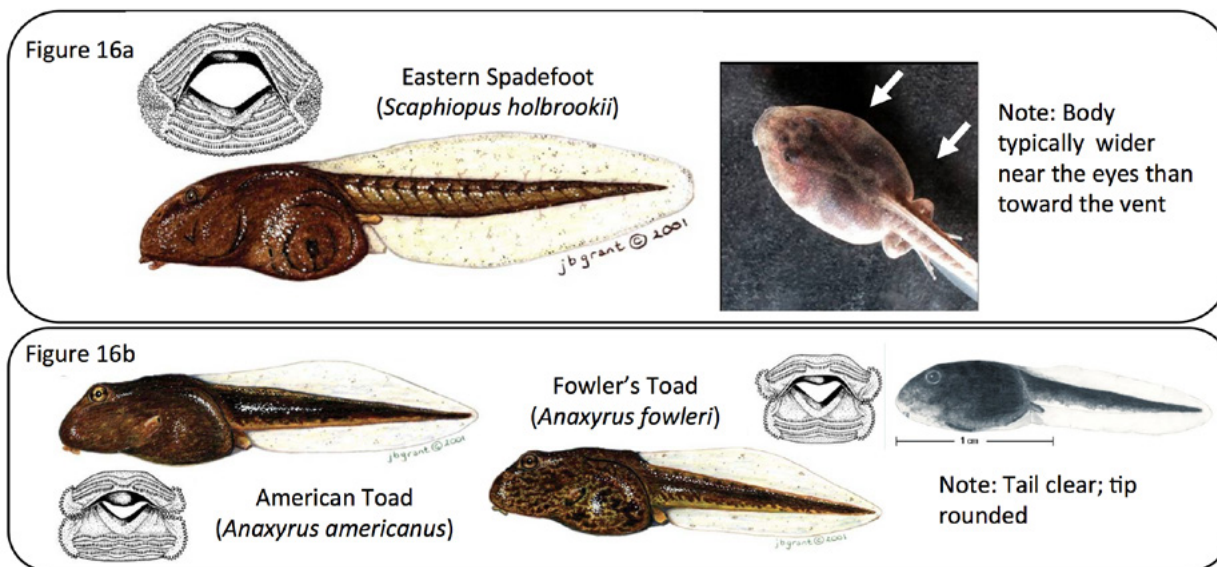 Figure 16a
Eastern Spadefoot
(Scaphiopus holbrookii)
jbgrant © 2001
Note: Body
typically wider
near the eyes than
toward the vent
Figure 16b
jbgrant © 2001
American Toad
(Anaxyrus americanus)
Fowler's Toad
(Anaxyrus fowleri)
jbgrant © 2001
1 cm
Note: Tail clear; tip
rounded